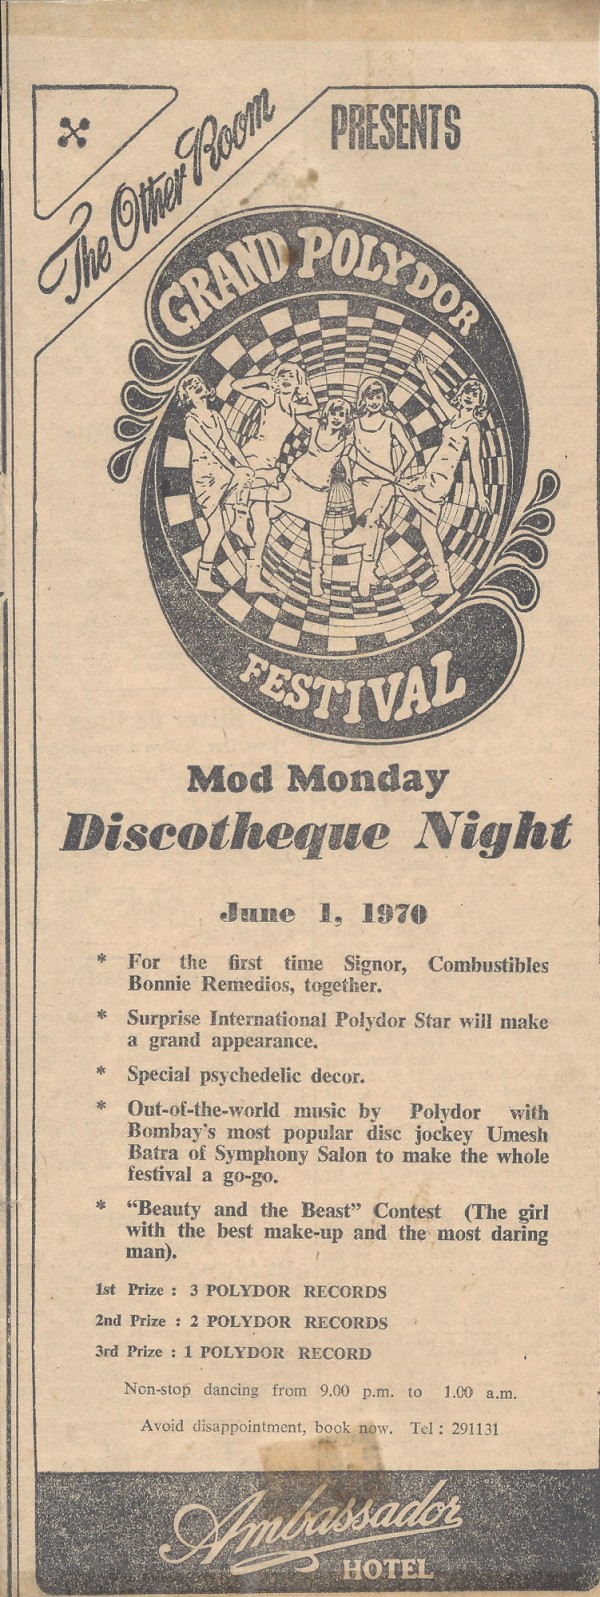 The Other Room
PRESENTS
GRAND POLYDOR
FESTIVAL
Mod Monday
Discotheque Night
June 1, 1970
* For the first time Signor, Combustibles
Bonnie Remedios, together.
* Surprise International Polydor Star will make
a grand appearance.
* Special psychedelic decor.
* Out-of-the-world music by Polydor with
Bombay's most popular disc jockey Umesh
Batra of Symphony Salon to make the whole
festival a go-go.
* “Beauty and the Beast” Contest (The girl
with the best make-up and the most daring
man).
1st Prize : 3 POLYDOR RECORDS
2nd Prize : 2 POLYDOR RECORDS
3rd Prize : 1 POLYDOR RECORD
Non-stop dancing from 9.00 p.m. to 1.00 a.m.
Avoid disappointment, book now. Tel : 291131
Ambassador
HOTEL